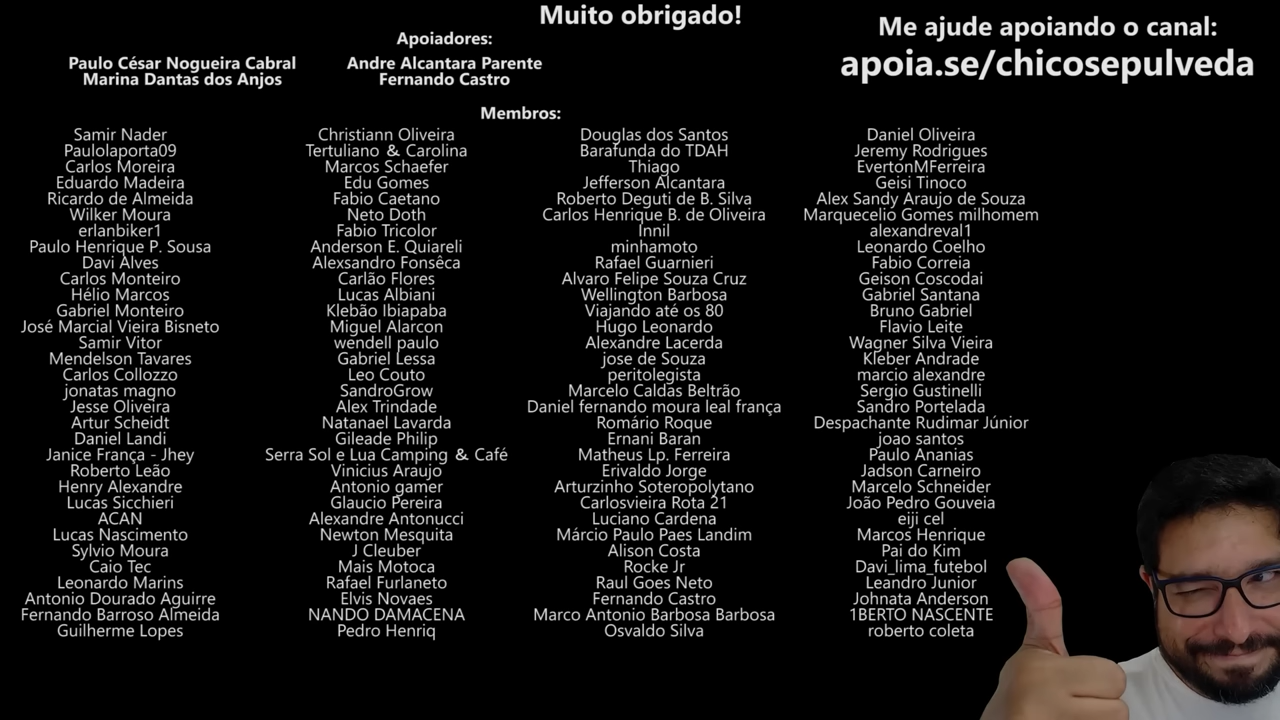 Muito obrigado!
Me ajude apoiando o canal:
apoia.se/chicosepulveda
Apoiadores:
Paulo César Nogueira Cabral
Marina Dantas dos Anjos
Andre Alcantara Parente
Fernando Castro
Membros:
Samir Nader
Paulolaporta09
Carlos Moreira
Eduardo Madeira
Ricardo de Almeida
Wilker Moura
erlanbiker1
Paulo Henrique P. Sousa
Davi Alves
Carlos Monteiro
Hélio Marcos
Gabriel Monteiro
José Marcial Vieira Bisneto
Samir Vitor
Mendelson Tavares
Carlos Collozzo
jonatas magno
Jesse Oliveira
Artur Scheidt
Daniel Landi
Janice França - Jhey
Roberto Leão
Henry Alexandre
Lucas Sicchieri
ACAN
Lucas Nascimento
Sylvio Moura
Caio Tec
Leonardo Marins
Antonio Dourado Aguirre
Fernando Barroso Almeida
Guilherme Lopes
Christiann Oliveira
Tertuliano & Carolina
Marcos Schaefer
Edu Gomes
Fabio Caetano
Neto Doth
Fabio Tricolor
Anderson E. Quiareli
Alexsandro Fonsêca
Carlão Flores
Lucas Albiani
Klebão Ibiapaba
Miguel Alarcon
wendell paulo
Gabriel Lessa
Leo Couto
SandroGrow
Alex Trindade
Natanael Lavarda
Gileade Philip
Serra Sol e Lua Camping & Café
Vinicius Araujo
Antonio gamer
Glaucio Pereira
Alexandre Antonucci
Newton Mesquita
J Cleuber
Mais Motoca
Rafael Furlaneto
Elvis Novaes
NANDO DAMACENA
Pedro Henriq
Douglas dos Santos
Barafunda do TDAH
Thiago
Jefferson Alcantara
Roberto Deguti de B. Silva
Carlos Henrique B. de Oliveira
Innil
minhamoto
Rafael Guarnieri
Alvaro Felipe Souza Cruz
Wellington Barbosa
Viajando até os 80
Hugo Leonardo
Alexandre Lacerda
jose de Souza
peritolegista
Marcelo Caldas Beltrão
Daniel fernando moura leal frança
Romário Roque
Ernani Baran
Matheus Lp. Ferreira
Erivaldo Jorge
Arturzinho Soteropolytano
Carlosvieira Rota 21
Luciano Cardena
Márcio Paulo Paes Landim
Alison Costa
Rocke Jr
Raul Goes Neto
Fernando Castro
Marco Antonio Barbosa Barbosa
Osvaldo Silva
Daniel Oliveira
Jeremy Rodrigues
EvertonMFerreira
Geisi Tinoco
Alex Sandy Araujo de Souza
Marquecelio Gomes milhomem
alexandreval1
Leonardo Coelho
Fabio Correia
Geison Coscodai
Gabriel Santana
Bruno Gabriel
Flavio Leite
Wagner Silva Vieira
Kleber Andrade
marcio alexandre
Sergio Gustinelli
Sandro Portelada
Despachante Rudimar Júnior
joao santos
Paulo Ananias
Jadson Carneiro
Marcelo Schneider
João Pedro Gouveia
eiji cel
Marcos Henrique
Pai do Kim
Davi_lima_futebol
Leandro Junior
Johnata Anderson
1BERTO NASCENTE
roberto coleta